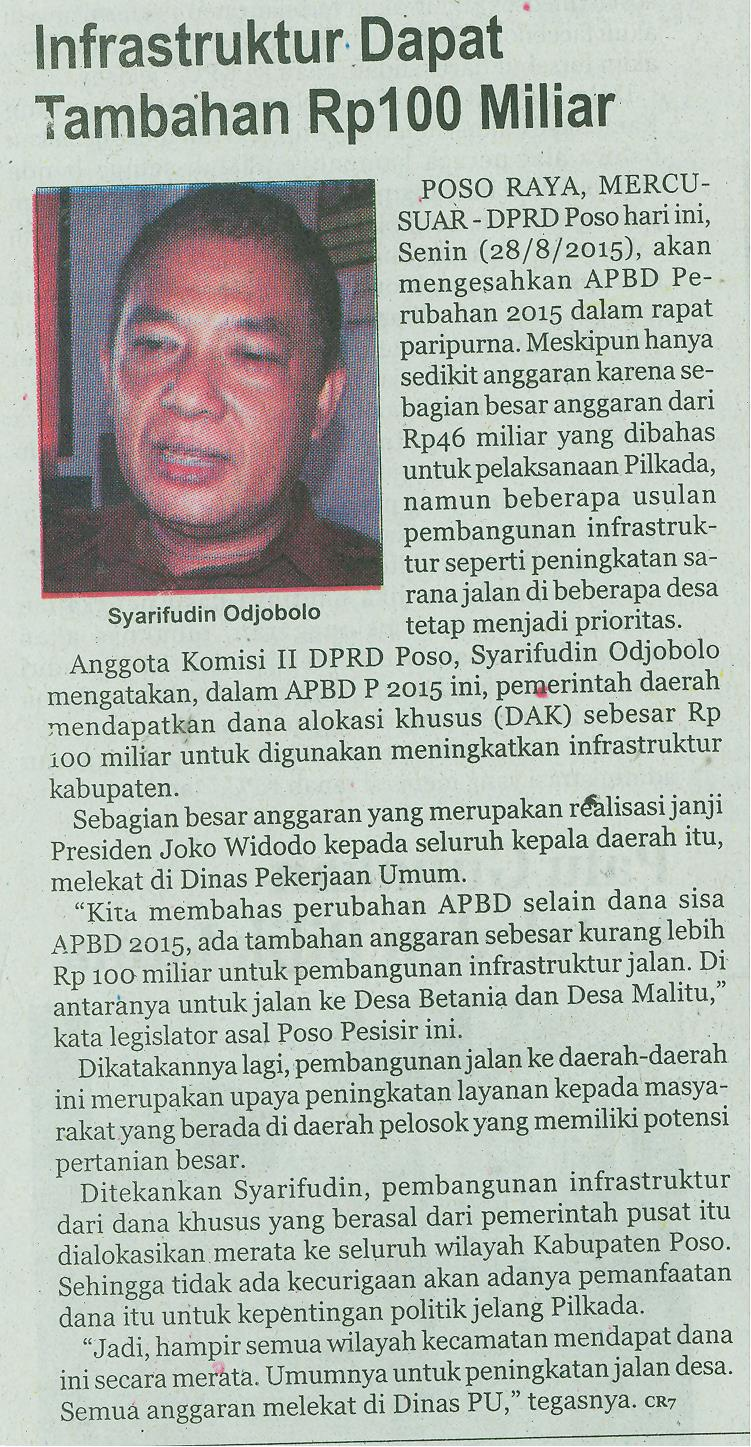 Infrastruktur Dapat
Tambahan Rp100 Miliar
POSO RAYA, MERCU-
SUAR - DPRD Poso hari ini,
Senin (28/8/2015), akan
mengesahkan APBD Pe-
rubahan 2015 dalam rapat
paripurna. Meskipun hanya
sedikit anggaran karena se-
bagian besar anggaran dari
Rp46 miliar yang dibahas
untuk pelaksanaan Pilkada,
namun beberapa usulan
pembangunan infrastruk-
tur seperti peningkatan sa-
rana jalan di beberapa desa
tetap menjadi prioritas.
Syarifudin Odjobolo
Anggota Komisi II DPRD Poso, Syarifudin Odjobolo
mengatakan, dalam APBD P 2015 ini, pemerintah daerah
mendapatkan dana alokasi khusus (DAK) sebesar Rp
100 miliar untuk digunakan meningkatkan infrastruktur
kabupaten.
Sebagian besar anggaran yang merupakan realisasi janji
Presiden Joko Widodo kepada seluruh kepala daerah itu,
melekat di Dinas Pekerjaan Umum.
“Kita membahas perubahan APBD selain dana sisa
APBD 2015, ada tambahan anggaran sebesar kurang lebih
Rp 100 miliar untuk pembangunan infrastruktur jalan. Di
antaranya untuk jalan ke Desa Betania dan Desa Malitu,”
kata legislator asal Poso Pesisir ini.
Dikatakannya lagi, pembangunan jalan ke daerah-daerah
ini merupakan upaya peningkatan layanan kepada masya-
rakat yang berada di daerah pelosok yang memiliki potensi
pertanian besar.
Ditekankan Syarifudin, pembangunan infrastruktur
dari dana khusus yang berasal dari pemerintah pusat itu
dialokasikan merata ke seluruh wilayah Kabupaten Poso.
Sehingga tidak ada kecurigaan akan adanya pemanfaatan
dana itu untuk kepentingan politik jelang Pilkada.
“Jadi, hampir semua wilayah kecamatan mendapat dana
ini secara merata. Umumnya untuk peningkatan jalan desa.
Semua anggaran melekat di Dinas PU,” tegasnya. CR7